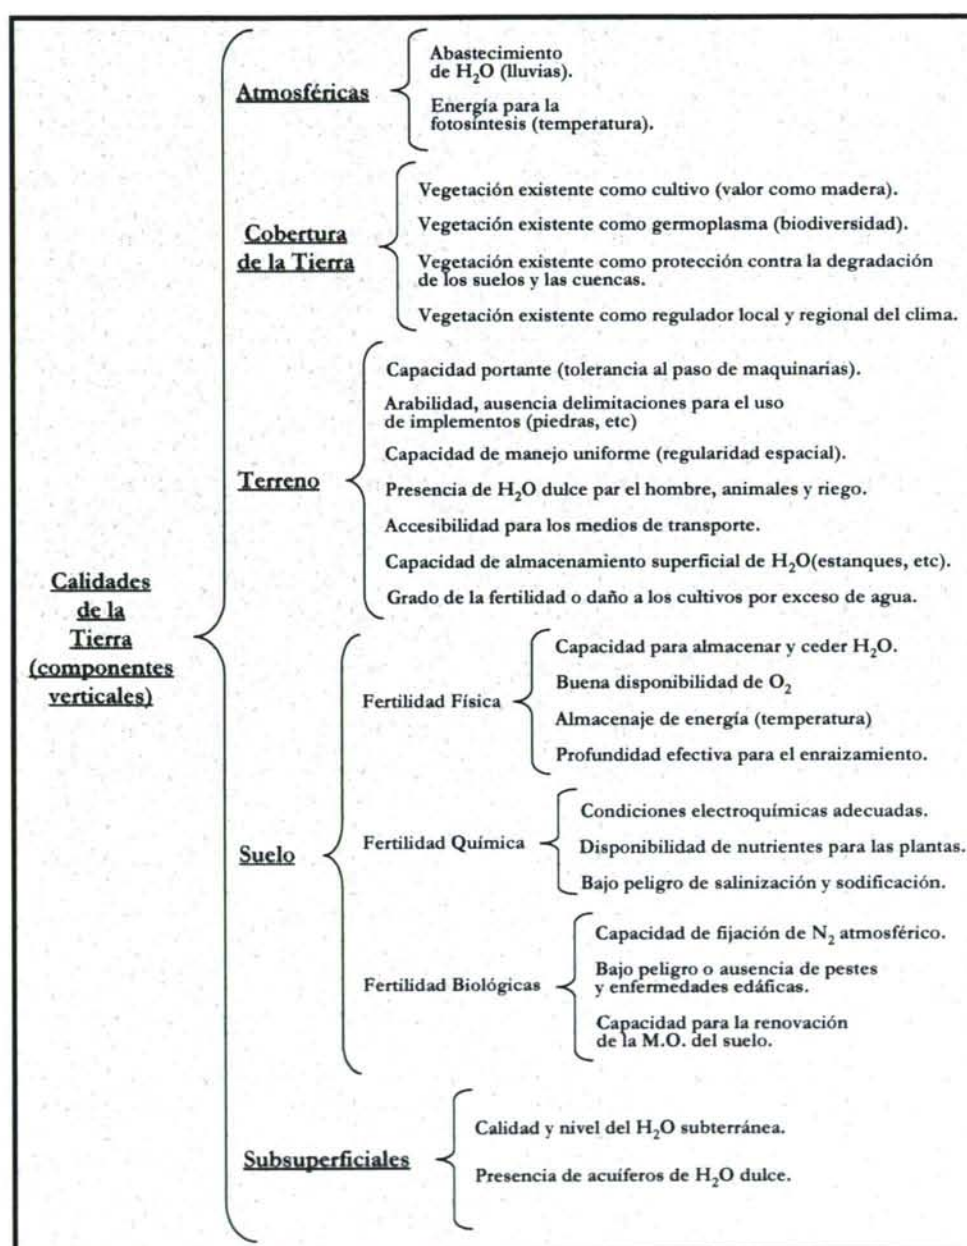 Atmosféricas
Abastecimiento
de H₂O (lluvias).
Energía para la
fotosíntesis (temperatura).
Cobertura
de la Tierra
Vegetación existente como cultivo (valor como madera).
Vegetación existente como germoplasma (biodiversidad).
Vegetación existente como protección contra la degradación
de los suelos y las cuencas.
Vegetación existente como regulador local y regional del clima.
Terreno
Capacidad portante (tolerancia al paso de maquinarias).
Arabilidad, ausencia delimitaciones para el uso
de implementos (piedras, etc)
Capacidad de manejo uniforme (regularidad espacial).
Presencia de H₂O dulce par el hombre, animales y riego.
Accesibilidad para los medios de transporte.
Capacidad de almacenamiento superficial de H₂O(estanques, etc).
Grado de la fertilidad o daño a los cultivos por exceso de agua.
Calidades
de la
Tierra
(componentes
verticales)
Suelo
Fertilidad Física
Capacidad para almacenar y ceder H₂O.
Buena disponibilidad de O₂
Almacenaje de energía (temperatura)
Profundidad efectiva para el enraizamiento.
Fertilidad Química
Condiciones electroquímicas adecuadas.
Disponibilidad de nutrientes para las plantas.
Bajo peligro de salinización y sodificación.
Fertilidad Biológicas
Capacidad de fijación de N₂ atmosférico.
Bajo peligro o ausencia de pestes
y enfermedades edáficas.
Capacidad para la renovación
de la M.O. del suelo.
Subsuperficiales
Calidad y nivel del H₂O subterránea.
Presencia de acuíferos de H₂O dulce.